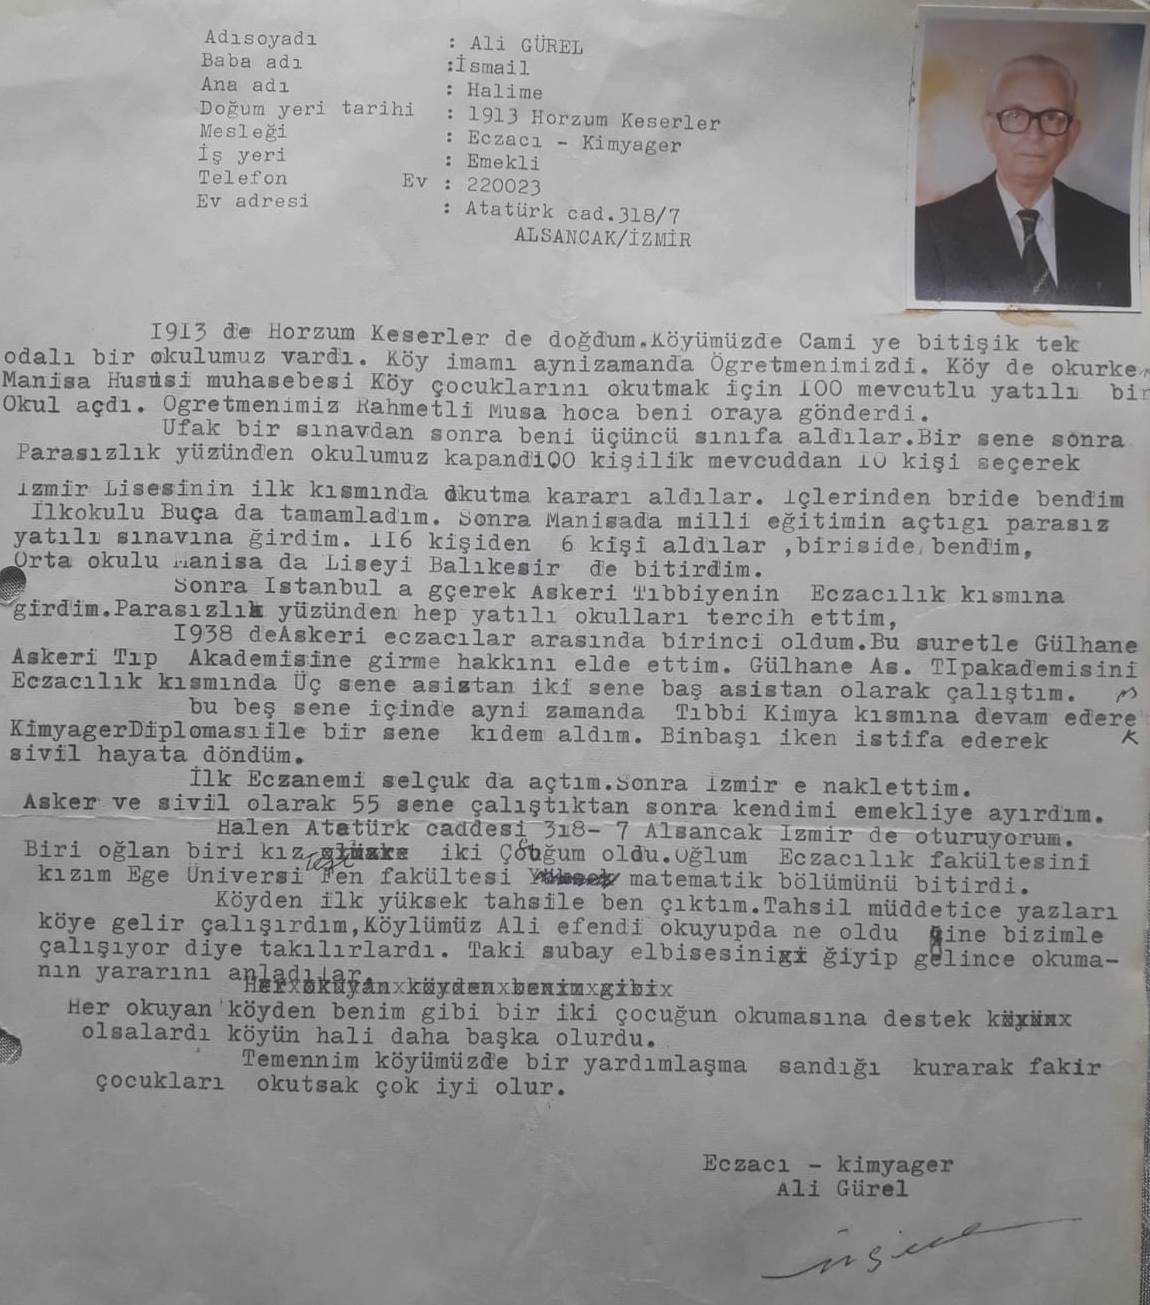 Adısoyadı : Ali GÜREL
Baba adı :İsmail
Ana adı : Halime
Doğum yeri tarihi : 1913 Horzum Keserler
Mesleği : Eczacı - Kimyager
İş yeri : Emekli
Telefon Ev : 220023
Ev adresi : Atatürk cad.318/7
ALSANCAK/İZMİR
1913 de Horzum Keserler de doğdum.Köyümüzde Cami ye bitişik tek
odalı bir okulumuz vardı. Köy imamı aynizamanda Ögretmenimizdi. Köy de okurken
Manisa Hususi muhasebesi Köy çocuklarını okutmak için 100 mevcutlu yatılı bir
Okul açdı. Ogretmenimiz Rahmetli Musa hoca beni oraya gönderdi.
Ufak bir sınavdan sonra beni üçüncü sınıfa aldılar.Bir sene sonra
Parasızlık yüzünden okulumuz kapandı100 kişilik mevcuddan 10 kişi seçerek
izmir Lisesinin ilk kısmında okutma kararı aldılar. içlerinden bride bendim
İlkokulu Buça da tamamladım. Sonra Manisada milli eğitimin açtıgı parasız
yatılı sınavına ğirdim. 116 kişiden 6 kişi aldılar ,biriside bendim,
Orta okulu Manisa da Liseyi Balıkesir de bitirdim.
Sonra Istanbul a gçerek Askeri Tıbbiyenin Eczacılık kısmına
girdim.Parasızlık yüzünden hep yatılı okulları tercih ettim,
1938 deAskeri eczacılar arasında birinci oldum.Bu suretle Gülhane
Askeri Tıp Akademisine girme hakkını elde ettim. Gülhane As. TIpakademisini
Eczacılık kısmında Üç sene asistan iki sene baş asistan olarak çalıştım.
bu beş sene içinde ayni zamanda Tıbbi Kimya kısmına devam ederek
KimyagerDiplomasıile bir sene kıdem aldım. Binbaşı iken istifa ederek
sivil hayata döndüm.
İlk Eczanemi selçuk da açtım.Sonra izmir e naklettim.
Asker ve sivil olarak 55 sene çalıştıktan sonra kendimi emekliye ayırdım.
Halen Atatürk caddesi 318- 7 Alsancak Izmir de oturuyorum.
Biri oğlan biri kız iki Çocuğum oldu.Oğlum Eczacılık fakültesini
kızım Ege Üniversitesi Fen fakültesi matematik bölümünü bitirdi.
Köyden ilk yüksek tahsile ben çıktım.Tahsil müddetice yazları
köye gelir çalışırdım,Köylümüz Ali efendi okuyupda ne oldu gine bizimle
çalışıyor diye takılırlardı. Taki subay elbisesini ğiyip gelince okuma-
nın yararını anladılar.
Her okuyan köyden benim gibi
Her okuyan köyden benim gibi bir iki çocuğun okumasına destek
olsalardı köyün hali daha başka olurdu.
Temennim köyümüzde bir yardımlaşma sandığı kurarak fakir
çocukları okutsak çok iyi olur.
Eczacı - kimyager
Ali Gürel